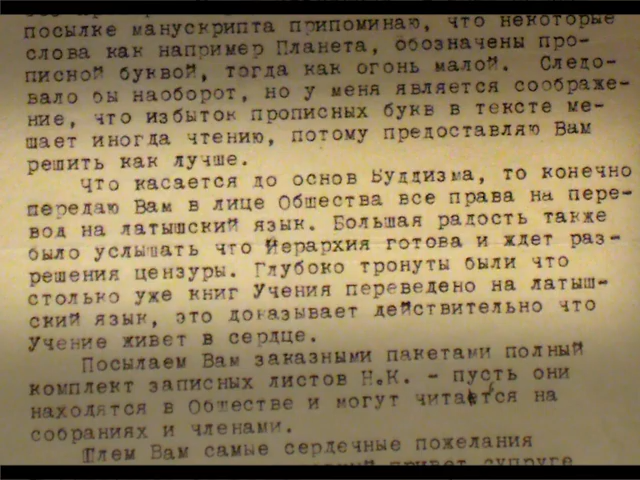 посылке манускрипта припоминаю, что некоторые
слова как например Планета, обозначены про-
писной буквой, тогда как огонь малой. Следо-
вало бы наоборот, но у меня является соображе-
ние, что избыток прописных букв в тексте ме-
шает иногда чтению, потому предоставляю Вам
решить как лучше.
Что касается до основ Буддизма, то конечно
передаю Вам в лице Общества все права на пере-
вод на латышский язык. Большая радость также
было услышать что Иерархия готова и ждет раз-
решения цензуры. Глубоко тронуты были что
столько уже книг Учения переведено на латыш-
ский язык, это доказывает действительно что
Учение живет в сердце.
Посылаем Вам заказными пакетами полный
комплект записных листов Н.К. - пусть они
находятся в Обществе и могут читатся на
собраниях и членами.
Шлем Вам самые сердечные пожелания
привет супруге